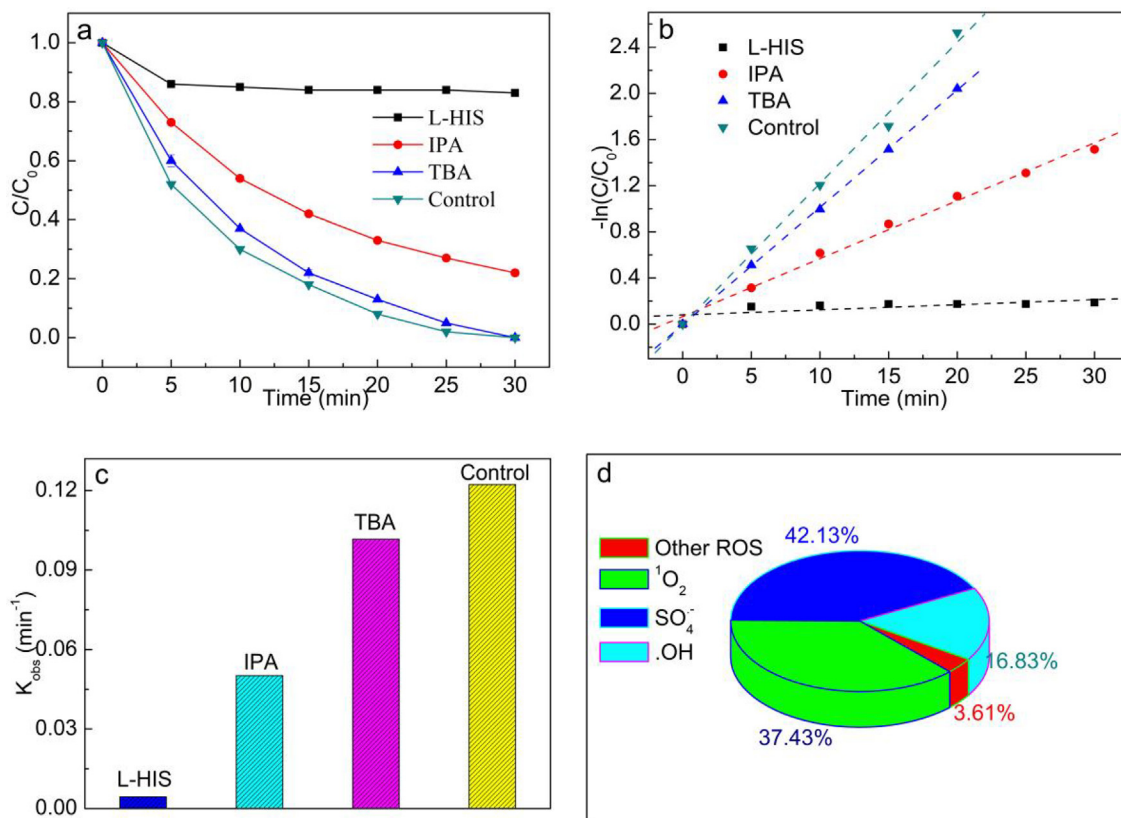 a
C/C0
1.0
0.8
0.6
0.4
0.2
0.0
L-HIS
IPA
TBA
Control
0 5 10 15 20 25 30
Time (min)
b
-ln(C/C0)
2.4
2.0
1.6
1.2
0.8
0.4
0.0
L-HIS
IPA
TBA
Control
0 5 10 15 20 25 30
Time (min)
c
Kobs (min-1)
0.12
0.09
0.06
0.03
0.00
L-HIS
IPA
TBA
Control
d
Other ROS
1O2
SO4.-
.OH
42.13%
16.83%
3.61%
37.43%